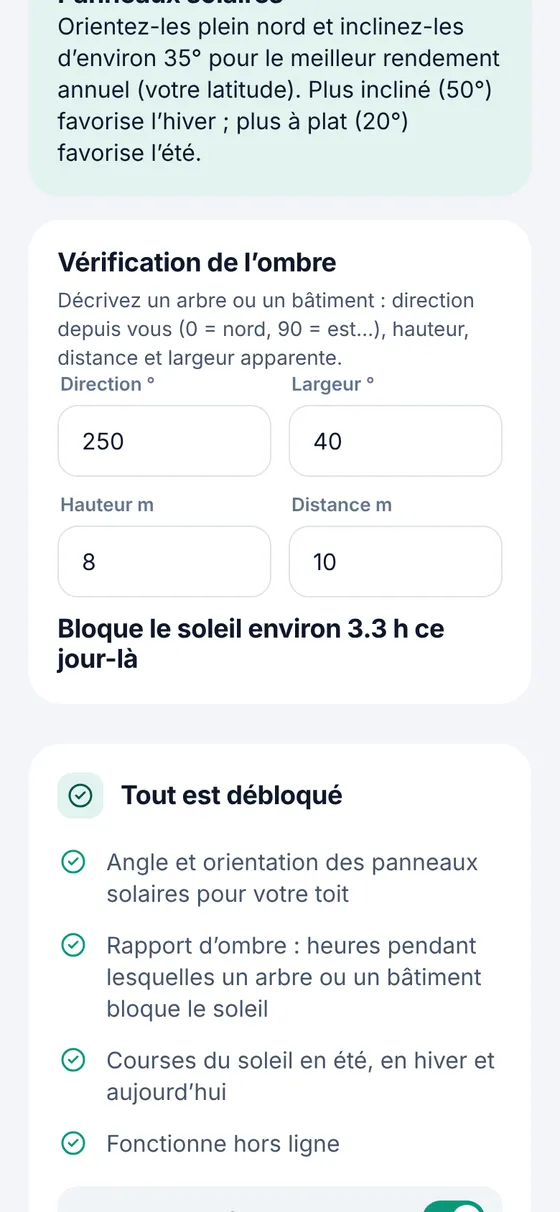 Panneaux solaires
Orientez-les plein nord et inclinez-les
d’environ 35° pour le meilleur rendement
annuel (votre latitude). Plus incliné (50°)
favorise l’hiver ; plus à plat (20°)
favorise l’été.
Vérification de l’ombre
Décrivez un arbre ou un bâtiment : direction
depuis vous (0 = nord, 90 = est…), hauteur,
distance et largeur apparente.
Direction °
Largeur °
250
40
Hauteur m
Distance m
8
10
Bloque le soleil environ 3.3 h ce
jour-là
Tout est débloqué
Angle et orientation des panneaux
solaires pour votre toit
Rapport d’ombre : heures pendant
lesquelles un arbre ou un bâtiment
bloque le soleil
Courses du soleil en été, en hiver et
aujourd’hui
Fonctionne hors ligne